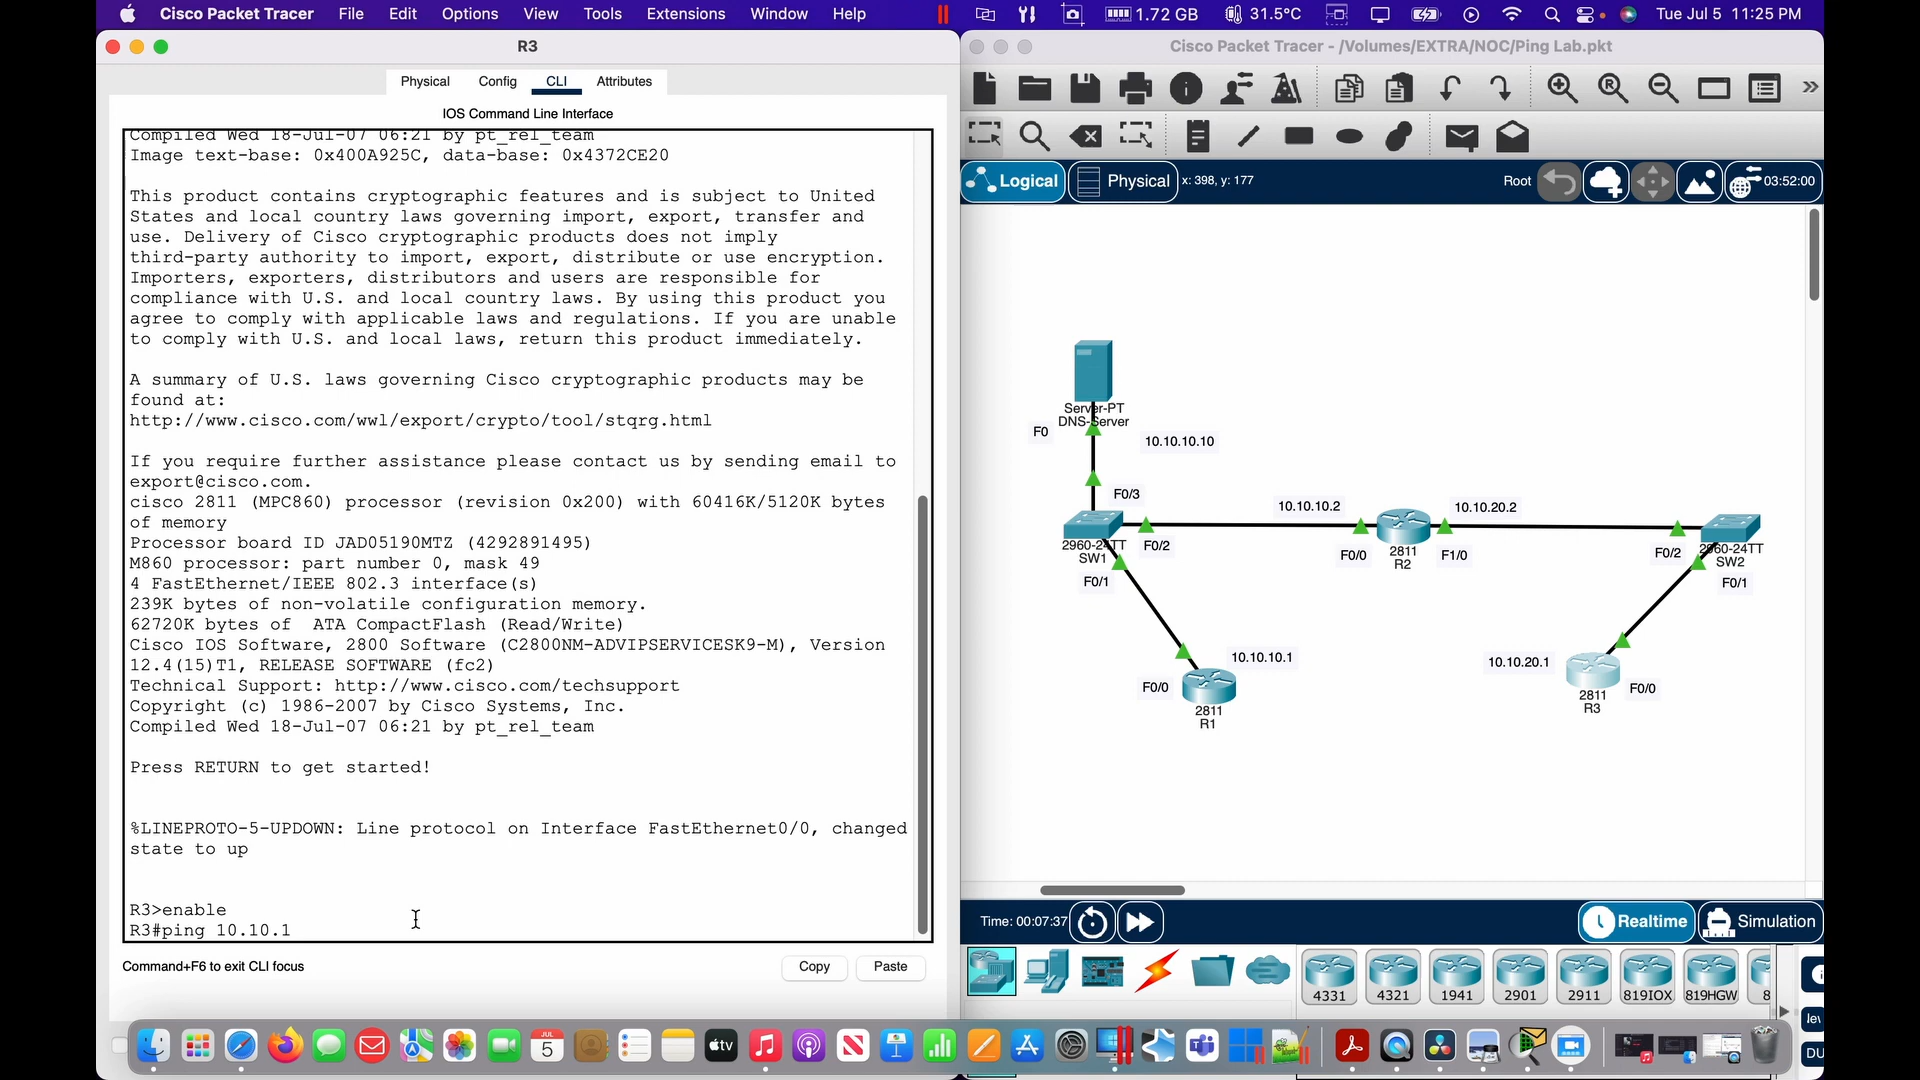 Cisco Packet Tracer File Edit Options View Tools Extensions Window Help
1.72 GB 31.5°C Tue Jul 5 11:25 PM
R3
Physical Config CLI Attributes
IOS Command Line Interface
Compiled Wed 18-Jul-07 06:21 by pt_rel_team
Image text-base: 0x400A925C, data-base: 0x4372CE20
This product contains cryptographic features and is subject to United
States and local country laws governing import, export, transfer and
use. Delivery of Cisco cryptographic products does not imply
third-party authority to import, export, distribute or use encryption.
Importers, exporters, distributors and users are responsible for
compliance with U.S. and local country laws. By using this product you
agree to comply with applicable laws and regulations. If you are unable
to comply with U.S. and local laws, return this product immediately.
A summary of U.S. laws governing Cisco cryptographic products may be
found at:
http://www.cisco.com/wwl/export/crypto/tool/stqrg.html
If you require further assistance please contact us by sending email to
export@cisco.com.
cisco 2811 (MPC860) processor (revision 0x200) with 60416K/5120K bytes
of memory
Processor board ID JAD05190MTZ (4292891495)
M860 processor: part number 0, mask 49
4 FastEthernet/IEEE 802.3 interface(s)
239K bytes of non-volatile configuration memory.
62720K bytes of ATA CompactFlash (Read/Write)
Cisco IOS Software, 2800 Software (C2800NM-ADVIPSERVICESK9-M), Version
12.4(15)T1, RELEASE SOFTWARE (fc2)
Technical Support: http://www.cisco.com/techsupport
Copyright (c) 1986-2007 by Cisco Systems, Inc.
Compiled Wed 18-Jul-07 06:21 by pt_rel_team
Press RETURN to get started!
%LINEPROTO-5-UPDOWN: Line protocol on Interface FastEthernet0/0, changed
state to up
R3>enable
R3#ping 10.10.1
Command+F6 to exit CLI focus
Copy Paste
Cisco Packet Tracer - /Volumes/EXTRA/NOC/Ping Lab.pkt
Logical Physical x: 398, y: 177 Root 03:52:00
Server-PT
DNS-Server
F0
10.10.10.10
F0/3
10.10.10.2
10.10.20.2
2960-24TT
SW1
F0/2
F0/1
F0/0
2811
R2
F1/0
F0/2
2960-24TT
SW2
F0/1
10.10.10.1
F0/0
2811
R1
10.10.20.1
F0/0
2811
R3
Time: 00:07:37 Realtime Simulation
4331 4321 1941 2901 2911 819IOX 819HGW
JUL
5
tv